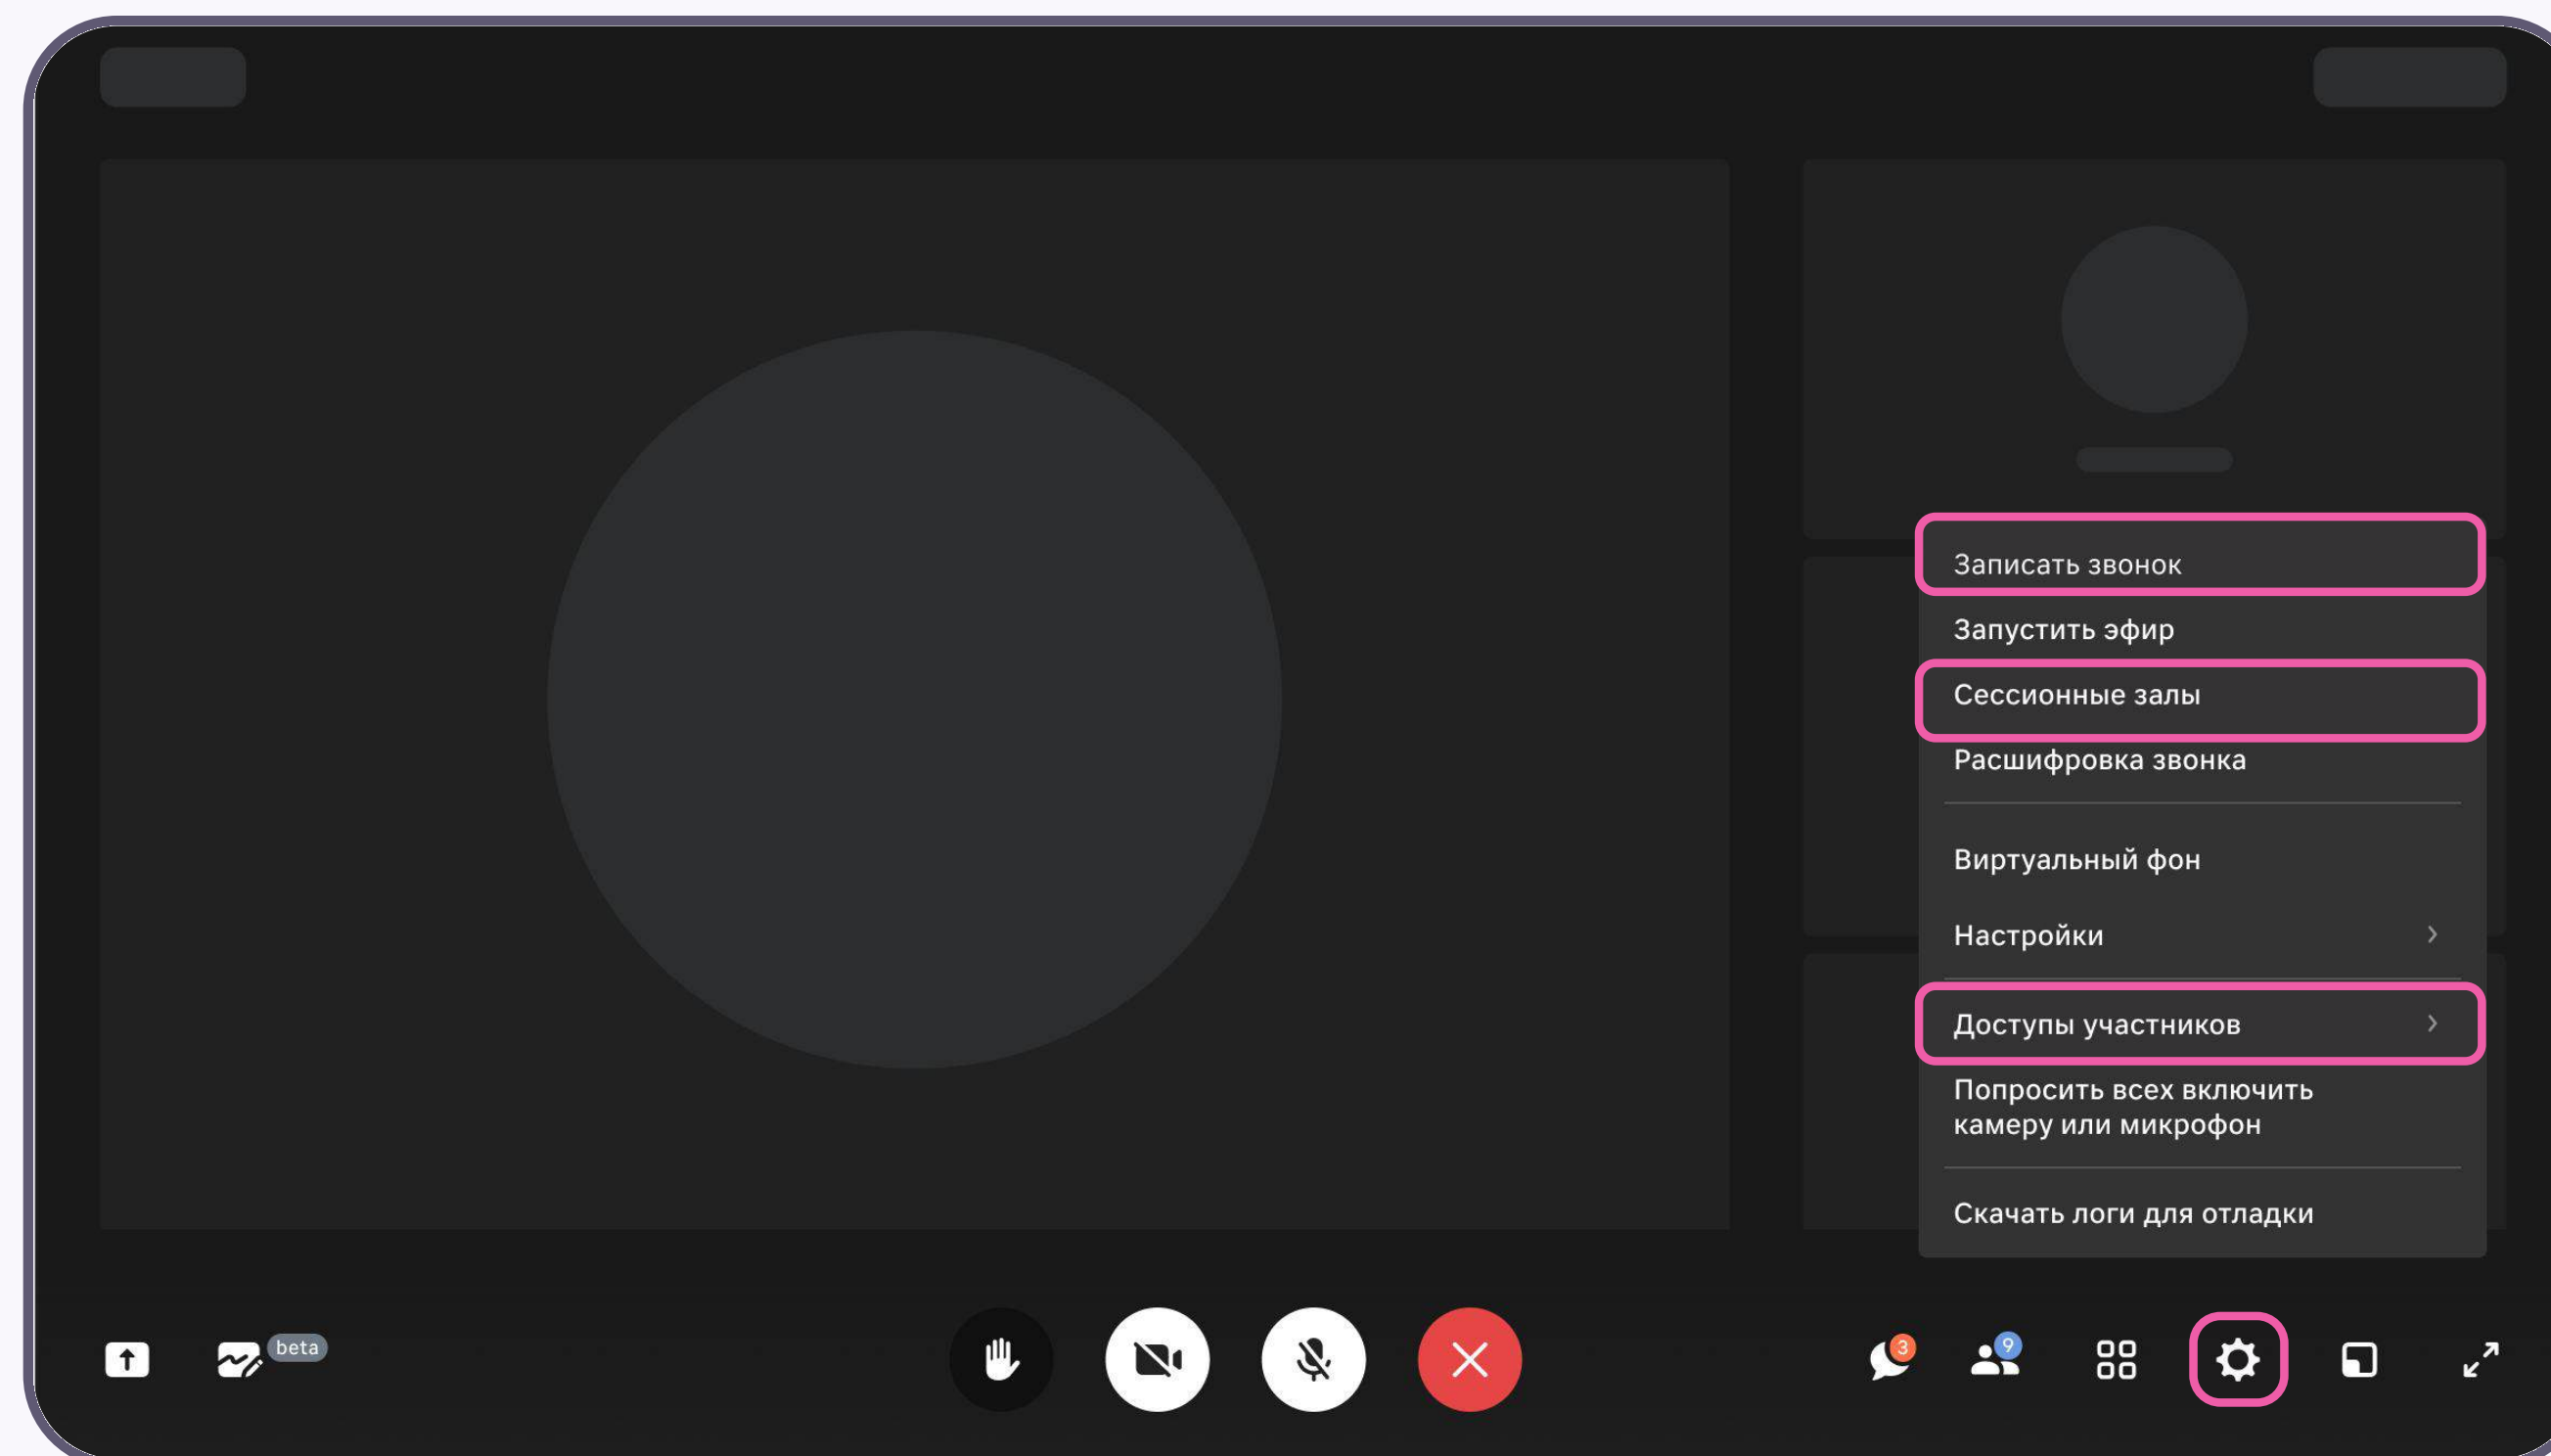 Записать звонок
Запустить эфир
Сессионные залы
Расшифровка звонка
Виртуальный фон
Настройки
Доступы участников
Попросить всех включить
камеру или микрофон
Скачать логи для отладки
beta
3
9